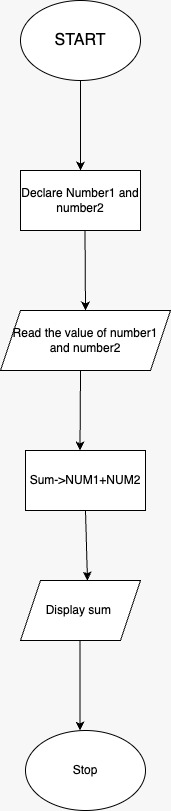 START
Declare Number1 and
number2
Read the value of number1
and number2
Sum->NUM1+NUM2
Display sum
Stop